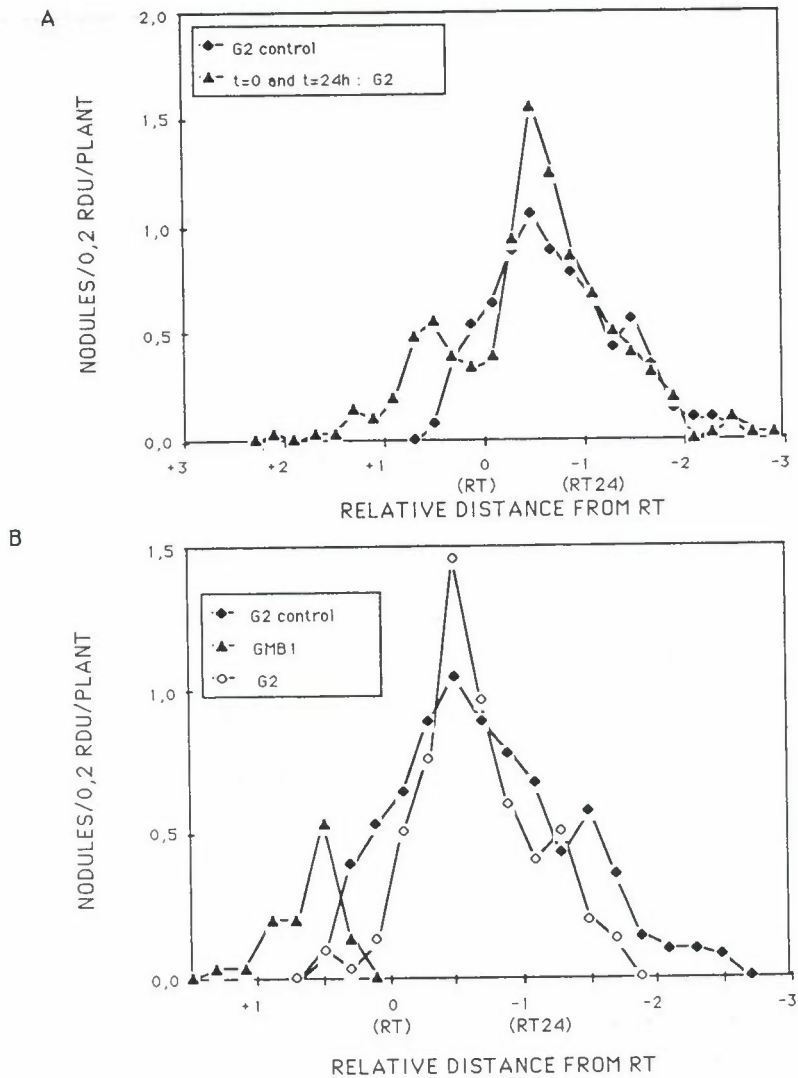 A
2,0
1,5
1,0
0,5
0,0
NODULES/0,2 RDU/PLANT
G2 control
t=0 and t=24h : G2
+3 +2 +1 0 -1 -2 -3
(RT) (RT24)
RELATIVE DISTANCE FROM RT
B
1,5
1,0
0,5
0,0
NODULES/0,2 RDU/PLANT
G2 control
GMB1
G2
+1 0 -1 -2 -3
(RT) (RT24)
RELATIVE DISTANCE FROM RT